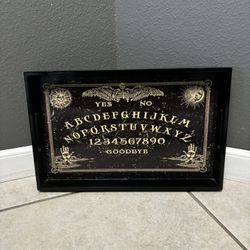 YES NO
ABCDEFGHIJKLM
NOPQRSTUVWXYZ
1234567890
GOODBYE